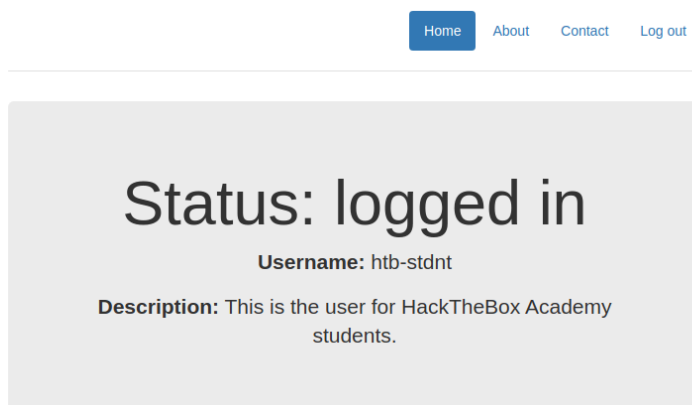 Home About Contact Log out
Status: logged in
Username: htb-stdnt
Description: This is the user for HackTheBox Academy
students.